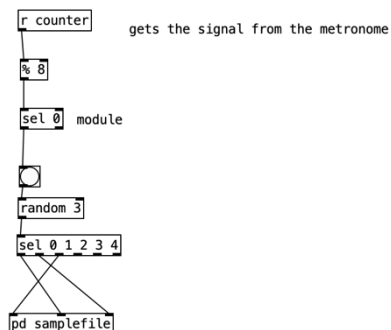 r counter
gets the signal from the metronome
% 8
sel 0
module
random 3
sel 0 1 2 3 4
pd samplefile